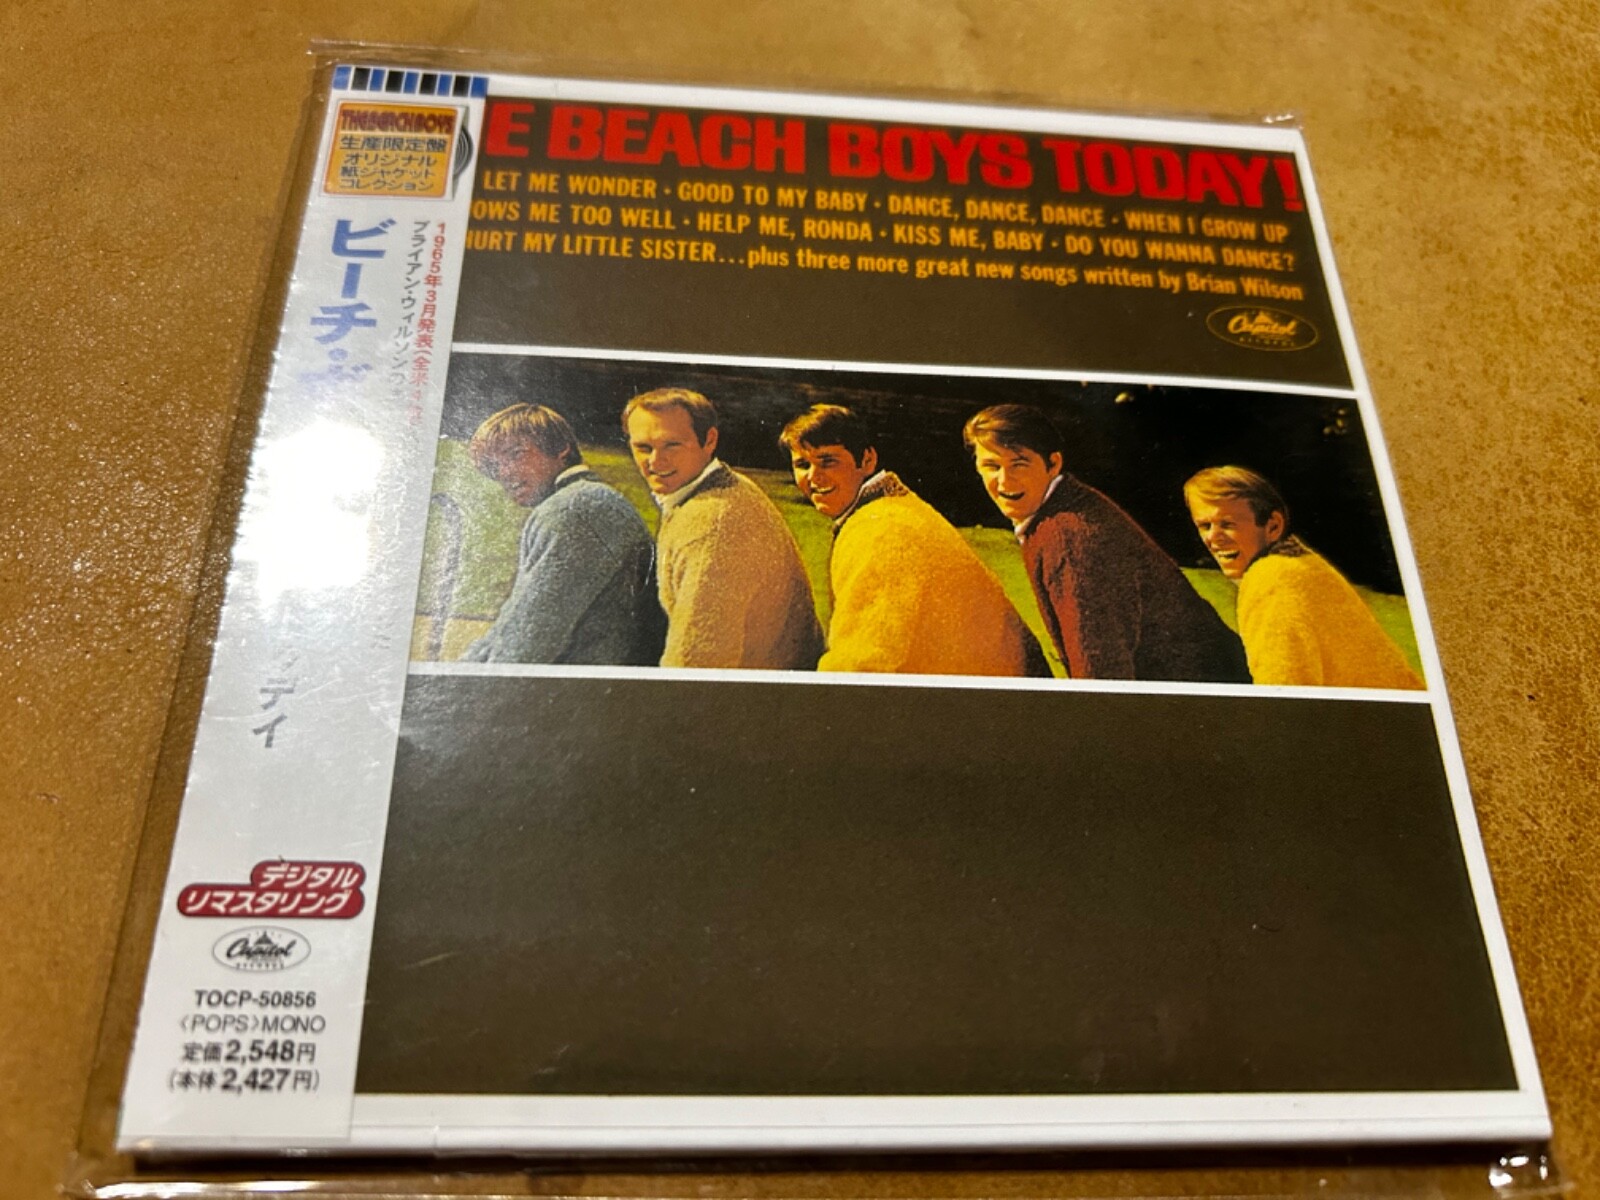 THE BEACH BOYS
生産限定盤
オリジナル
紙ジャケット
コレクション
1965年3月発表(全米
ブライアン・ウィルソンの
ビーチ・ボ
デイ
デジタル
リマスタリング
Capitol
RECORDS
TOCP-50856
〈POPS〉MONO
定価2,548円
(本体2,427円)
E BEACH BOYS TODAY!
LET ME WONDER · GOOD TO MY BABY · DANCE, DANCE, DANCE · WHEN I GROW UP
OWS ME TOO WELL · HELP ME, RONDA · KISS ME, BABY · DO YOU WANNA DANCE?
HURT MY LITTLE SISTER...plus three more great new songs written by Brian Wilson
Capitol
RECORDS